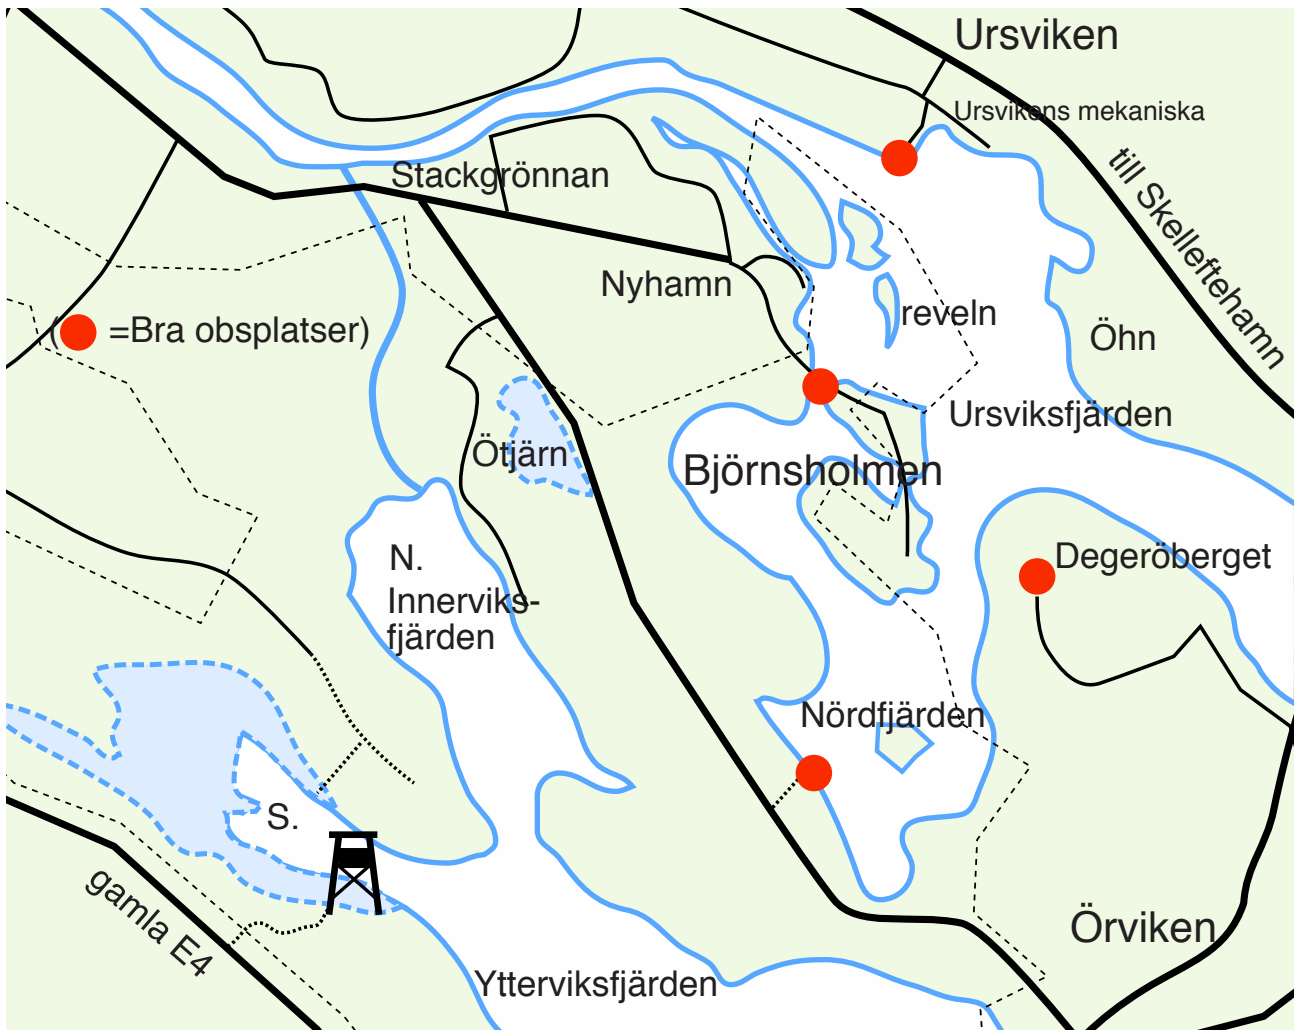 Ursviken
Ursvikens mekaniska
till Skelleftehamn
Stackgrönnan
Nyhamn
reveln
(
=Bra obsplatser)
Öhn
Ursviksfjärden
Ötjärn
Björnsholmen
N.
Innerviks-
fjärden
Degeröberget
Nördfjärden
S.
gamla E4
Örviken
Ytterviksfjärden